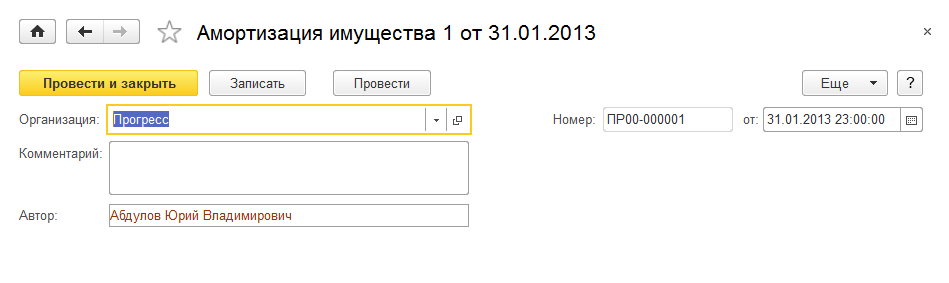 Амортизация имущества 1 от 31.01.2013
Провести и закрыть Записать Провести Еще ?
Организация: Прогресс Номер: ПР00-000001 от: 31.01.2013 23:00:00
Комментарий:
Автор: Абдулов Юрий Владимирович